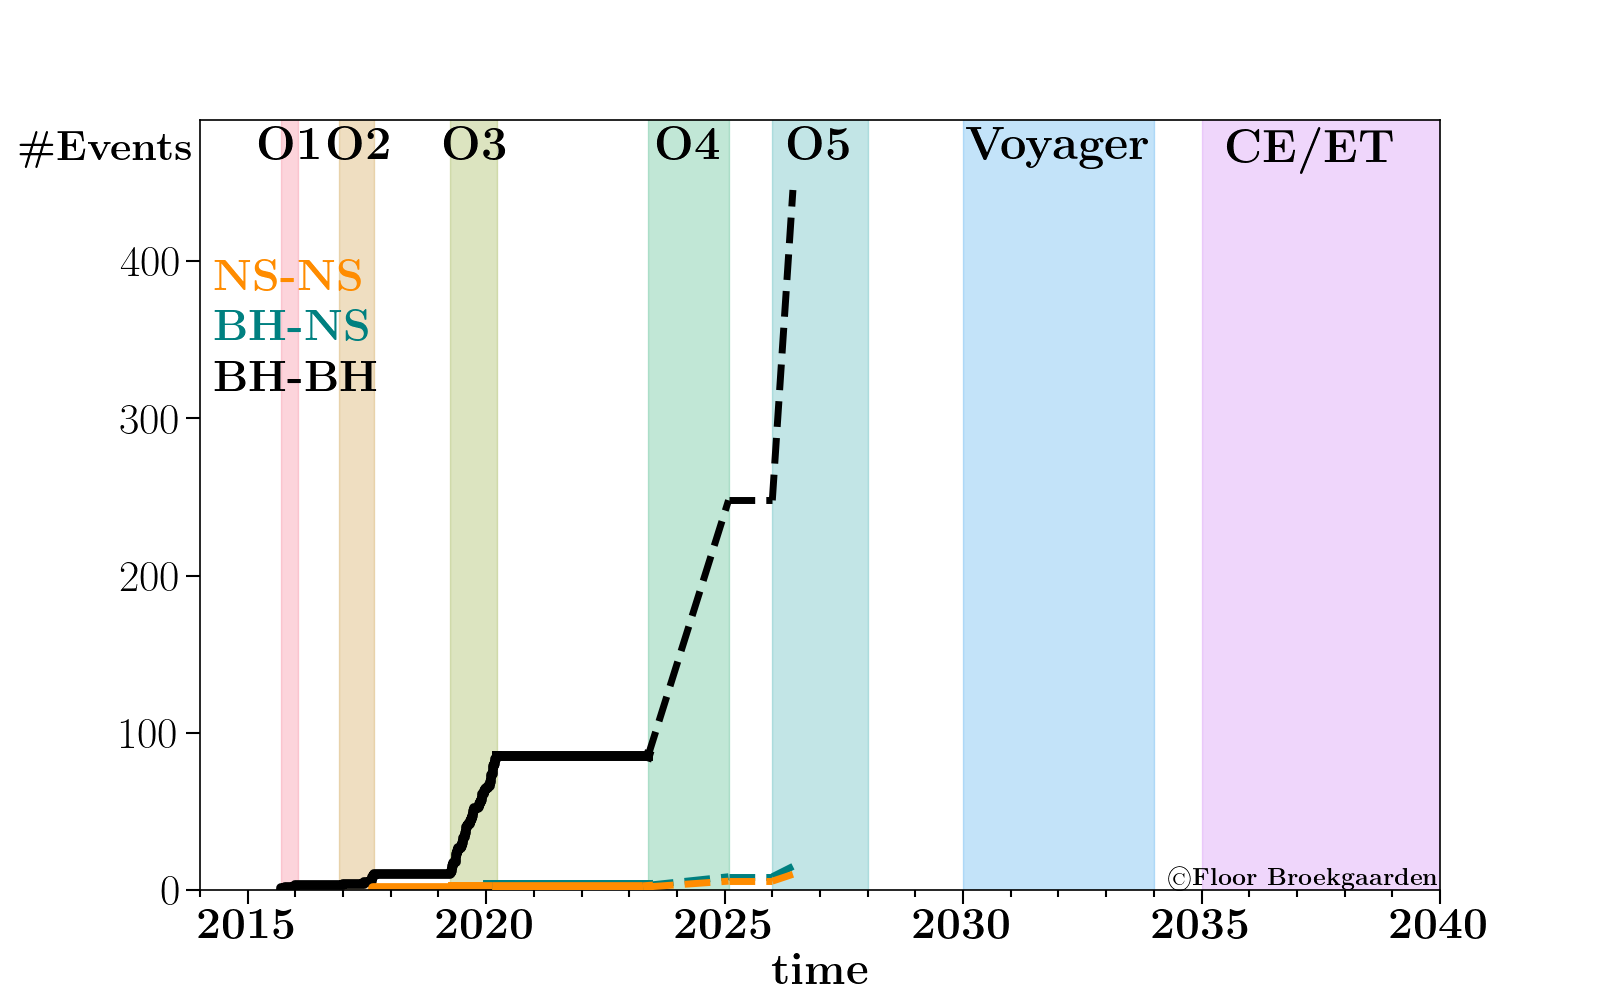 #Events O1 O2 O3 O4 O5 Voyager CE/ET
400
NS-NS
BH-NS
BH-BH
300
200
100
0
©Floor Broekgaarden
2015 2020 2025 2030 2035 2040
time